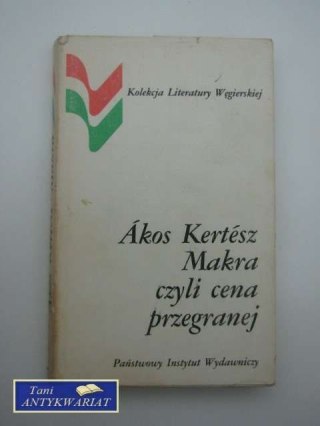 Kolekcja Literatury Węgierskiej
Ákos Kertész
Makra
czyli cena
przegranej
Państwowy Instytut Wydawniczy
Tani
ANTYKWARIAT